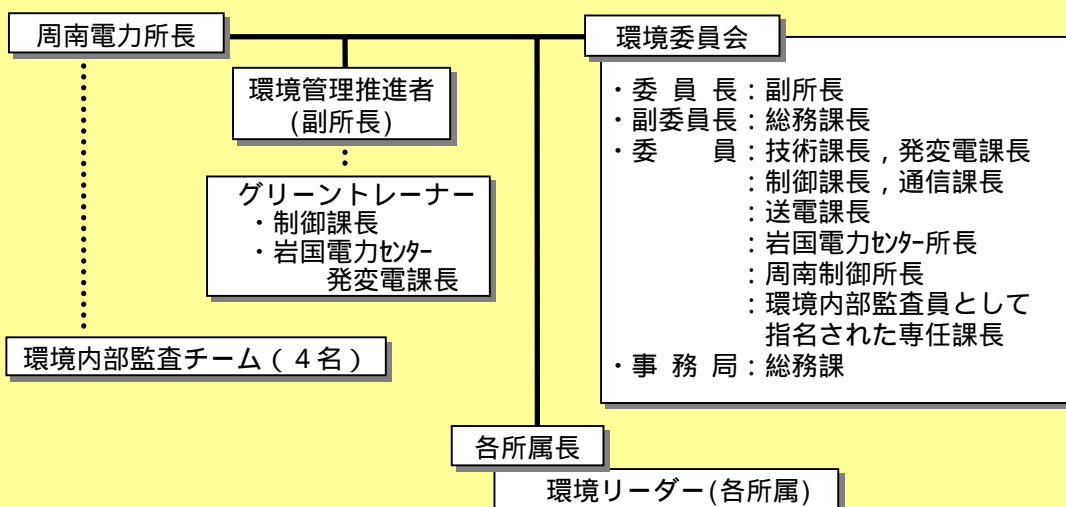 周南電力所長
環境管理推進者
(副所長)
グリーントレーナー
・制御課長
・岩国電力ｾﾝﾀｰ
発変電課長
環境内部監査チーム（４名）
環境委員会
・委 員 長：副所長
・副委員長：総務課長
・委　　員：技術課長，発変電課長
：制御課長，通信課長
：送電課長
：岩国電力ｾﾝﾀｰ所長
：周南制御所長
：環境内部監査員として
指名された専任課長
・事 務 局：総務課
各所属長
環境リーダー(各所属)